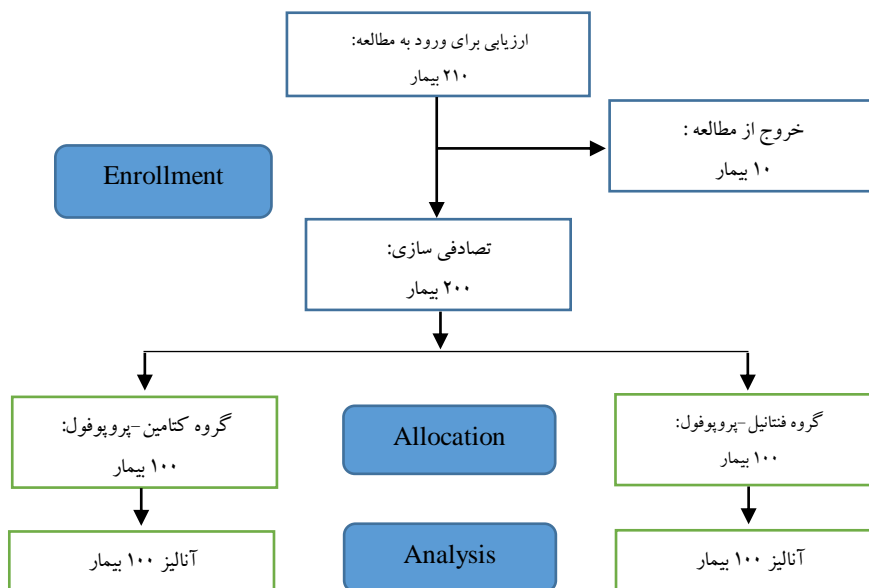 ارزیابی برای ورود به مطالعه:
۲۱۰ بیمار
خروج از مطالعه :
۱۰ بیمار
Enrollment
تصادفی سازی:
۲۰۰ بیمار
گروه فنتانیل-پروپوفول:
۱۰۰ بیمار
Allocation
گروه کتامین-پروپوفول:
۱۰۰ بیمار
آنالیز ۱۰۰ بیمار
Analysis
آنالیز ۱۰۰ بیمار